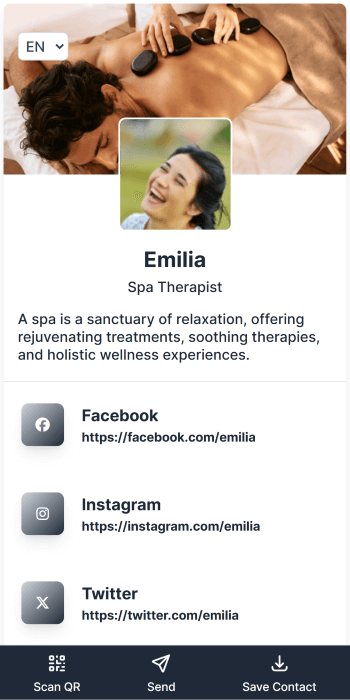 EN
Emilia
Spa Therapist
A spa is a sanctuary of relaxation, offering
rejuvenating treatments, soothing therapies,
and holistic wellness experiences.
Facebook
https://facebook.com/emilia
Instagram
https://instagram.com/emilia
Twitter
https://twitter.com/emilia
Scan QR Send Save Contact